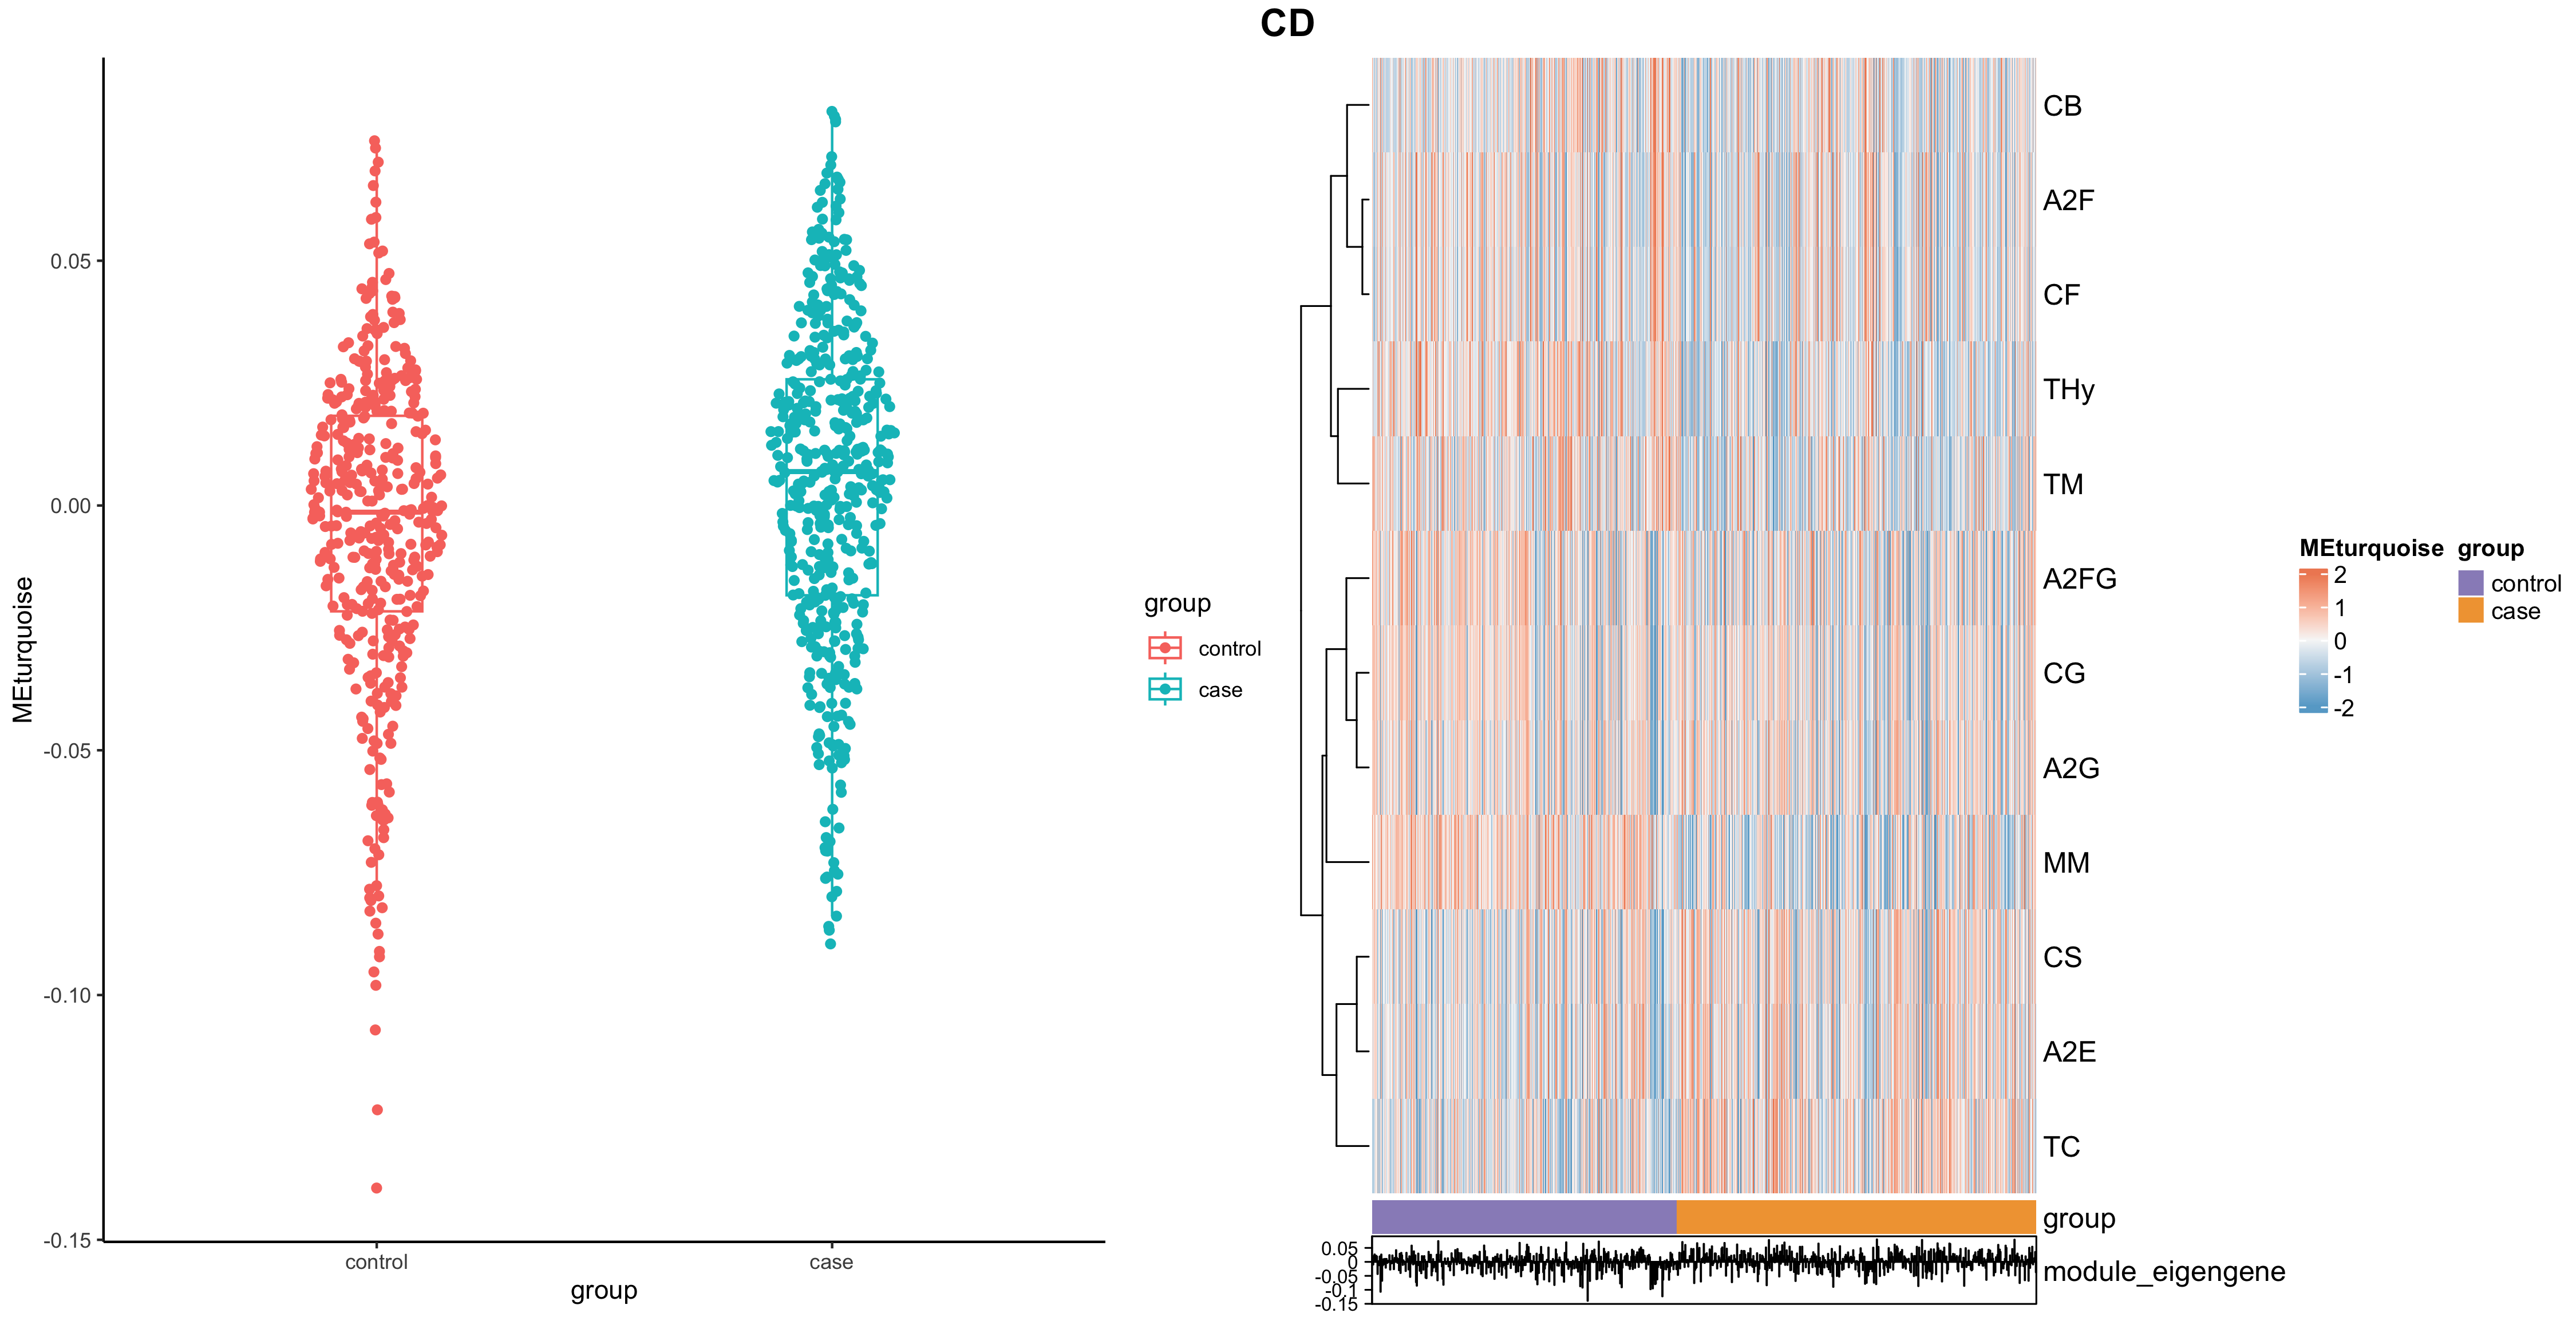 CD
MEturquoise
0.05
0.00
-0.05
-0.10
-0.15
control
case
group
group
control
case
CB
A2F
CF
THy
TM
A2FG
CG
A2G
MM
CS
A2E
TC
group
module_eigengene
0.05
0
-0.05
-0.1
-0.15
MEturquoise
2
1
0
-1
-2
group
control
case